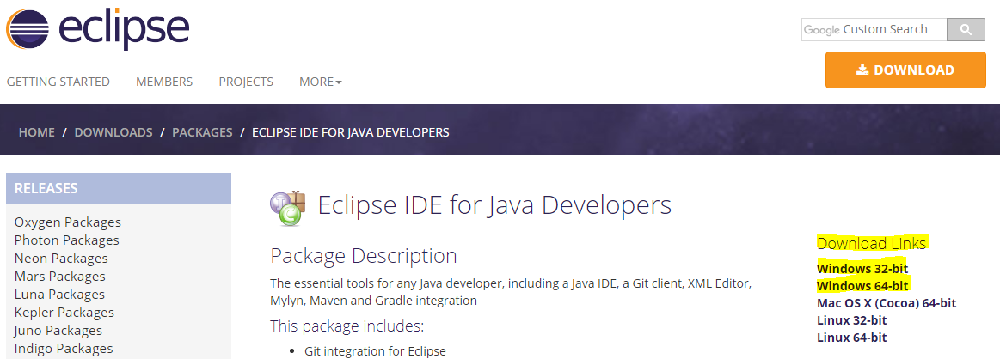 eclipse
Google Custom Search
DOWNLOAD
GETTING STARTED MEMBERS PROJECTS MORE
HOME / DOWNLOADS / PACKAGES / ECLIPSE IDE FOR JAVA DEVELOPERS
RELEASES
Oxygen Packages
Photon Packages
Neon Packages
Mars Packages
Luna Packages
Kepler Packages
Juno Packages
Indigo Packages
J
C
Eclipse IDE for Java Developers
Package Description
The essential tools for any Java developer, including a Java IDE, a Git client, XML Editor,
Mylyn, Maven and Gradle integration
This package includes:
• Git integration for Eclipse
Download Links
Windows 32-bit
Windows 64-bit
Mac OS X (Cocoa) 64-bit
Linux 32-bit
Linux 64-bit